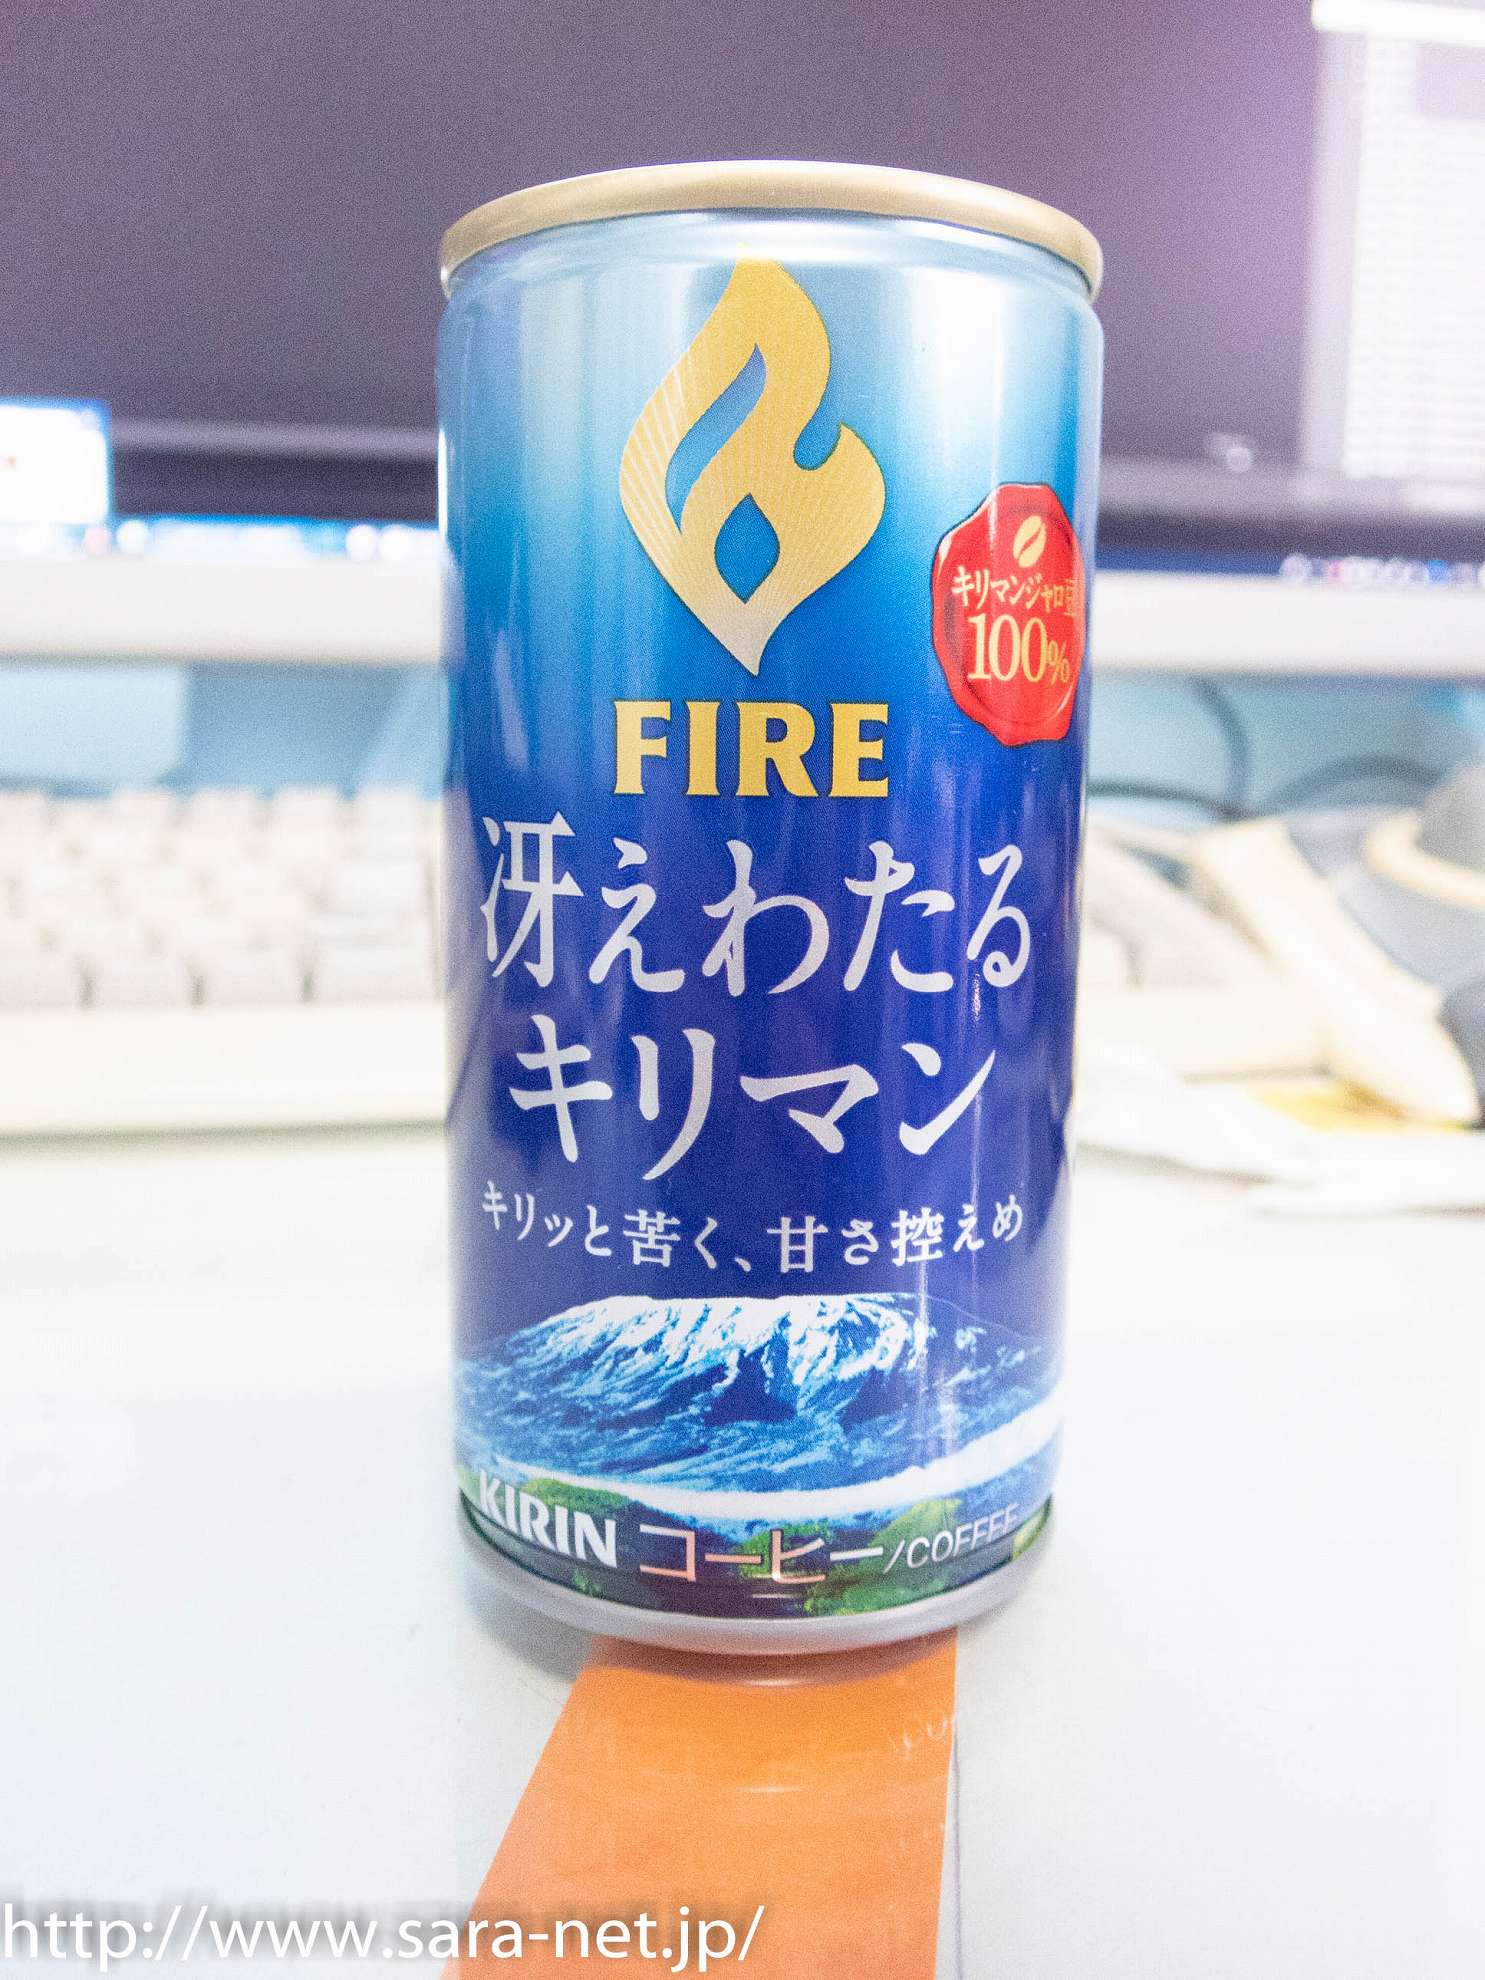 FIRE
キリマンジャロ豆
100%
冴えわたる
キリマン
キリッと苦く、甘さ控えめ
KIRIN コーヒー/COFFEE
http://www.sara-net.jp/